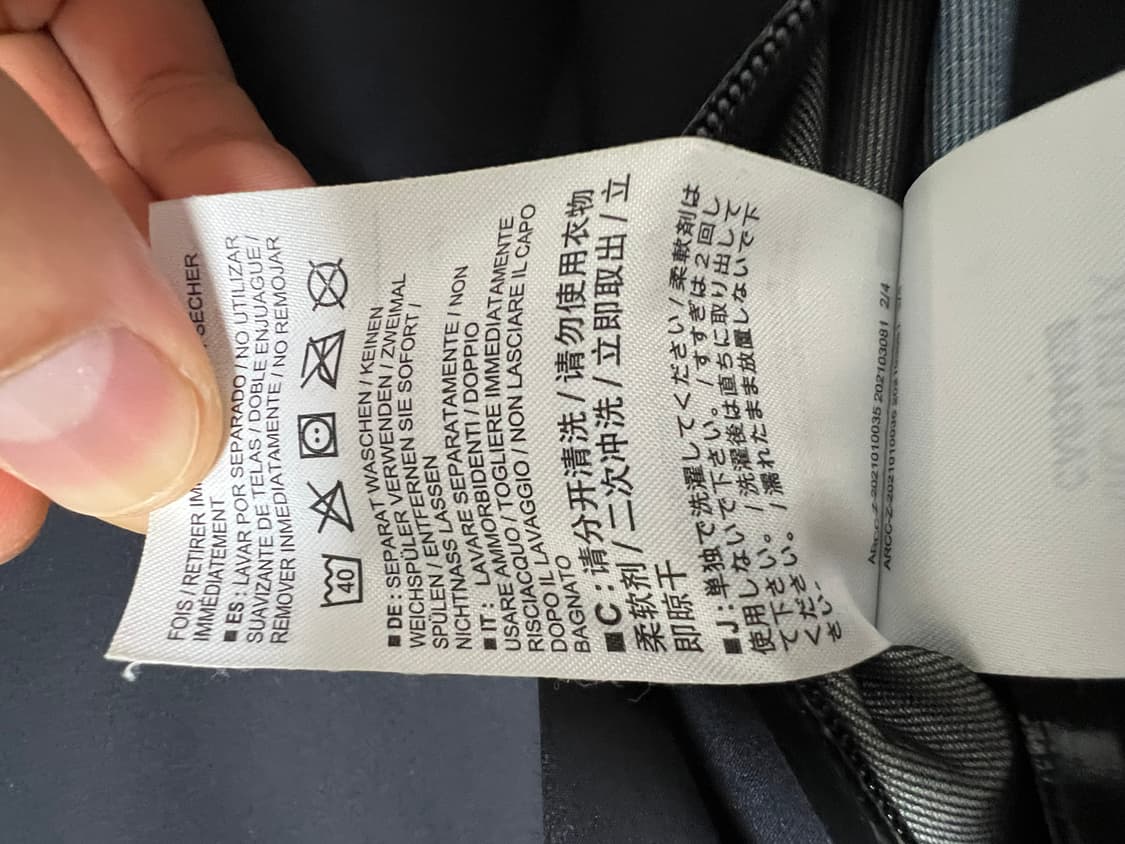 SÉCHER
FOIS / RETIRER
IMMÉDIATEMENT
■ ES : LAVAR POR SEPARADO / NO UTILIZAR
SUAVIZANTE DE TELAS / DOBLE ENJUAGUE /
REMOVER INMEDIATAMENTE / NO REMOJAR
40
■ DE : SEPARAT WASCHEN / KEINEN
WEICHSPÜLER VERWENDEN / ZWEIMAL
SPÜLEN / ENTFERNEN SIE SOFORT /
NICHTNASS LASSEN
■ IT : LAVARE SEPARATAMENTE / NON
USARE AMMORBIDENTI / DOPPIO
RISCIACQUO / TOGLIERE IMMEDIATAMENTE
DOPO IL LAVAGGIO / NON LASCIARE IL CAPO
BAGNATO
■C : 请分开清洗 / 请勿使用衣物
柔软剂 / 二次冲洗 / 立即取出 / 立
即晾干
■J : 単独で洗濯してください / 柔軟剤は
使用しないで下さい。/ すすぎは2回し
て下さい。/ 洗濯後は直ちに取り出して
ください。/ 濡れたまま放置しないで下
さい。
ARCC-Z-2021010035 202103081 2/4
ARCC-Z-2021010035